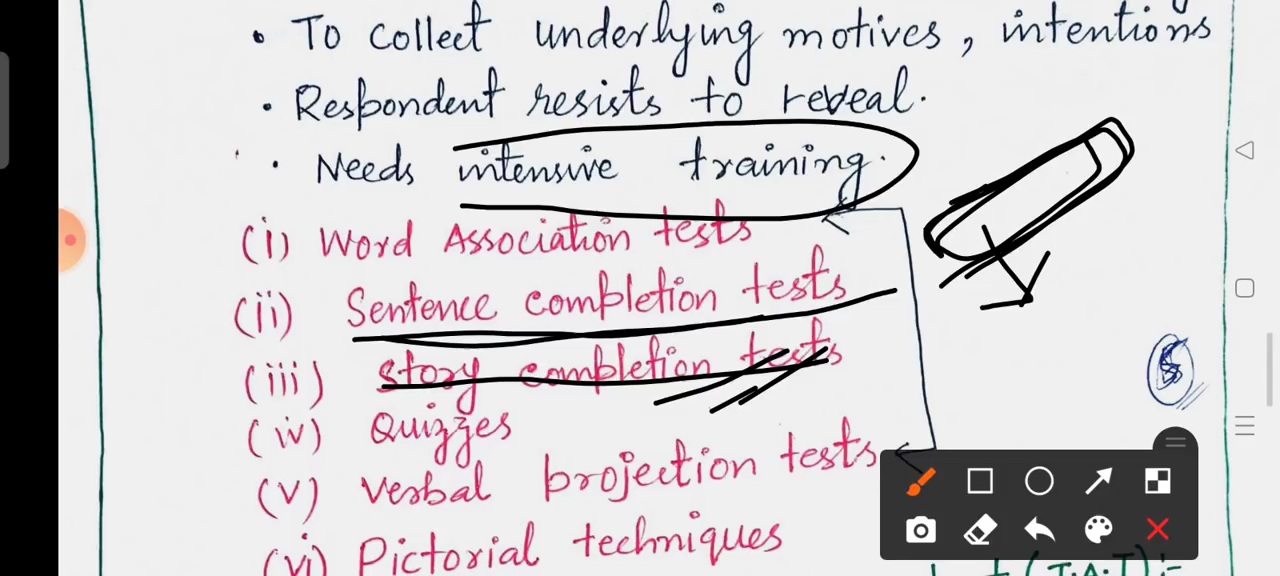 • To collect underlying motives, intentions
• Respondent resists to reveal.
• Needs intensive training.
(i) Word Association tests
(ii) Sentence completion tests
(iii) story completion tests
(iv) Quizzes
(v) Verbal projection tests
(vi) Pictorial techniques
(T.A.T) :-